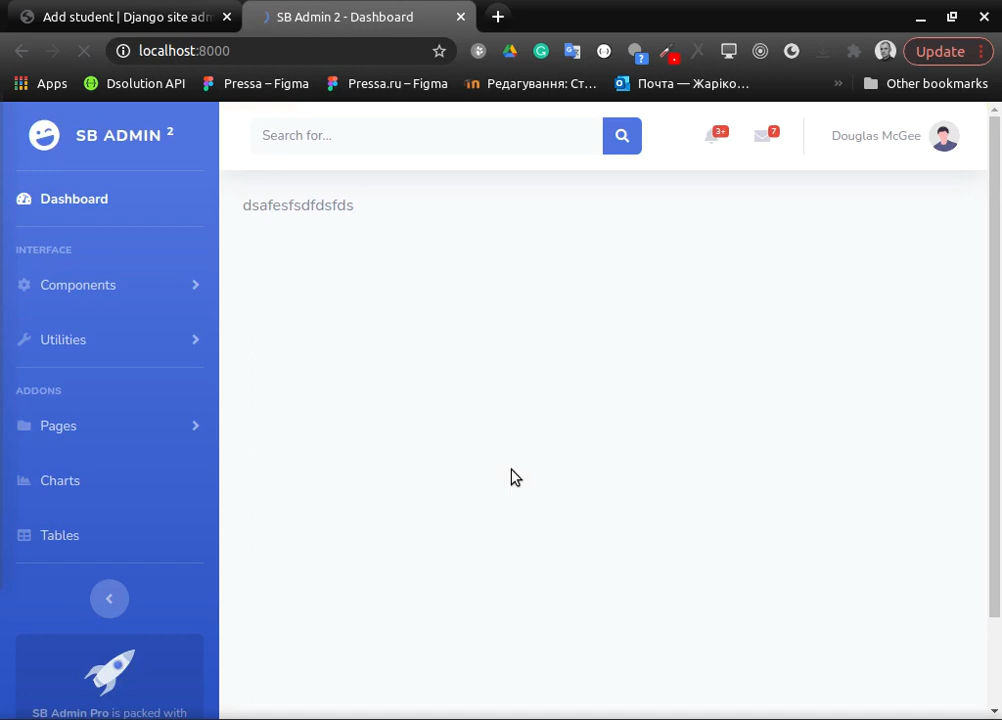 Add student | Django site adm
SB Admin 2 - Dashboard
localhost:8000
Update
Apps
Dsolution API
Pressa – Figma
Pressa.ru – Figma
Редагування: Ст…
Почта — Жаріко…
»
Other bookmarks
SB ADMIN 2
Search for...
3+
7
Douglas McGee
Dashboard
dsafesfsdfdsfds
INTERFACE
Components
Utilities
ADDONS
Pages
Charts
Tables
SB Admin Pro is packed with